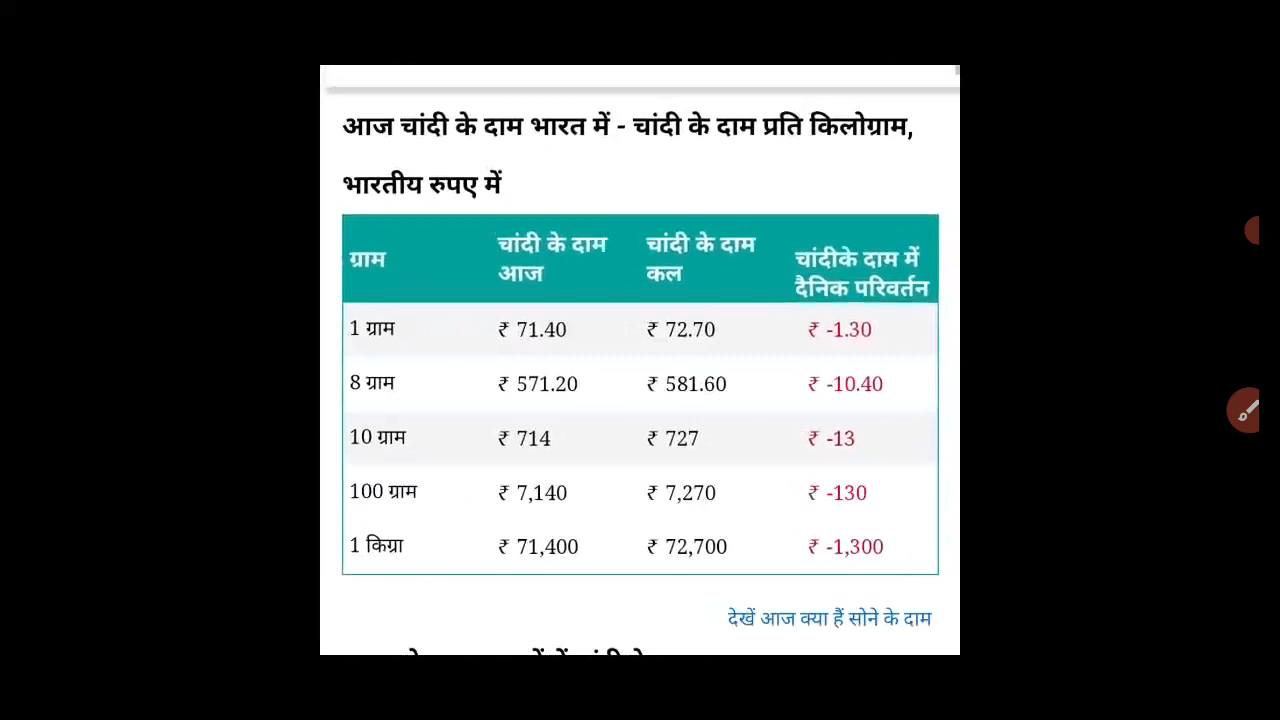 आज चांदी के दाम भारत में - चांदी के दाम प्रति किलोग्राम,
भारतीय रुपए में
ग्राम चांदी के दाम आज चांदी के दाम कल चांदीके दाम में दैनिक परिवर्तन
1 ग्राम ₹ 71.40 ₹ 72.70 ₹ -1.30
8 ग्राम ₹ 571.20 ₹ 581.60 ₹ -10.40
10 ग्राम ₹ 714 ₹ 727 ₹ -13
100 ग्राम ₹ 7,140 ₹ 7,270 ₹ -130
1 किग्रा ₹ 71,400 ₹ 72,700 ₹ -1,300
देखें आज क्या हैं सोने के दाम